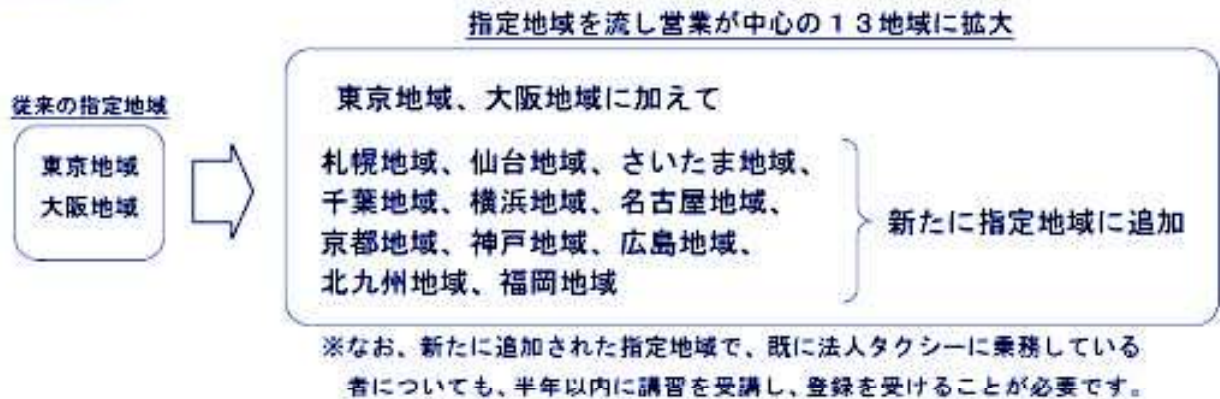 指定地域を流し営業が中心の13地域に拡大
従来の指定地域
東京地域
大阪地域
東京地域、大阪地域に加えて
札幌地域、仙台地域、さいたま地域、
千葉地域、横浜地域、名古屋地域、
京都地域、神戸地域、広島地域、
北九州地域、福岡地域
新たに指定地域に追加
※なお、新たに追加された指定地域で、既に法人タクシーに乗務している
者についても、半年以内に講習を受講し、登録を受けることが必要です。